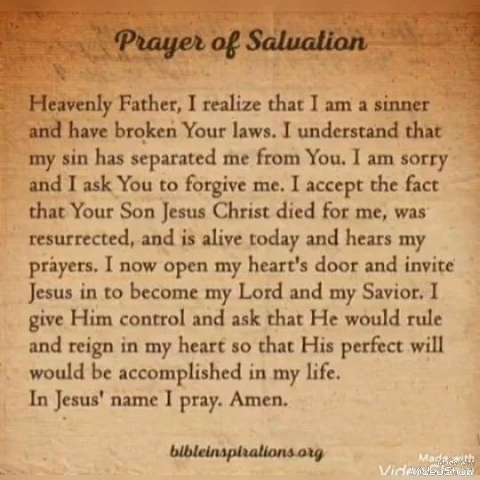 Prayer of Salvation
Heavenly Father, I realize that I am a sinner
and have broken Your laws. I understand that
my sin has separated me from You. I am sorry
and I ask You to forgive me. I accept the fact
that Your Son Jesus Christ died for me, was
resurrected, and is alive today and hears my
prayers. I now open my heart's door and invite
Jesus in to become my Lord and my Savior. I
give Him control and ask that He would rule
and reign in my heart so that His perfect will
would be accomplished in my life.
In Jesus' name I pray. Amen.
bibleinspirations.org
Made with